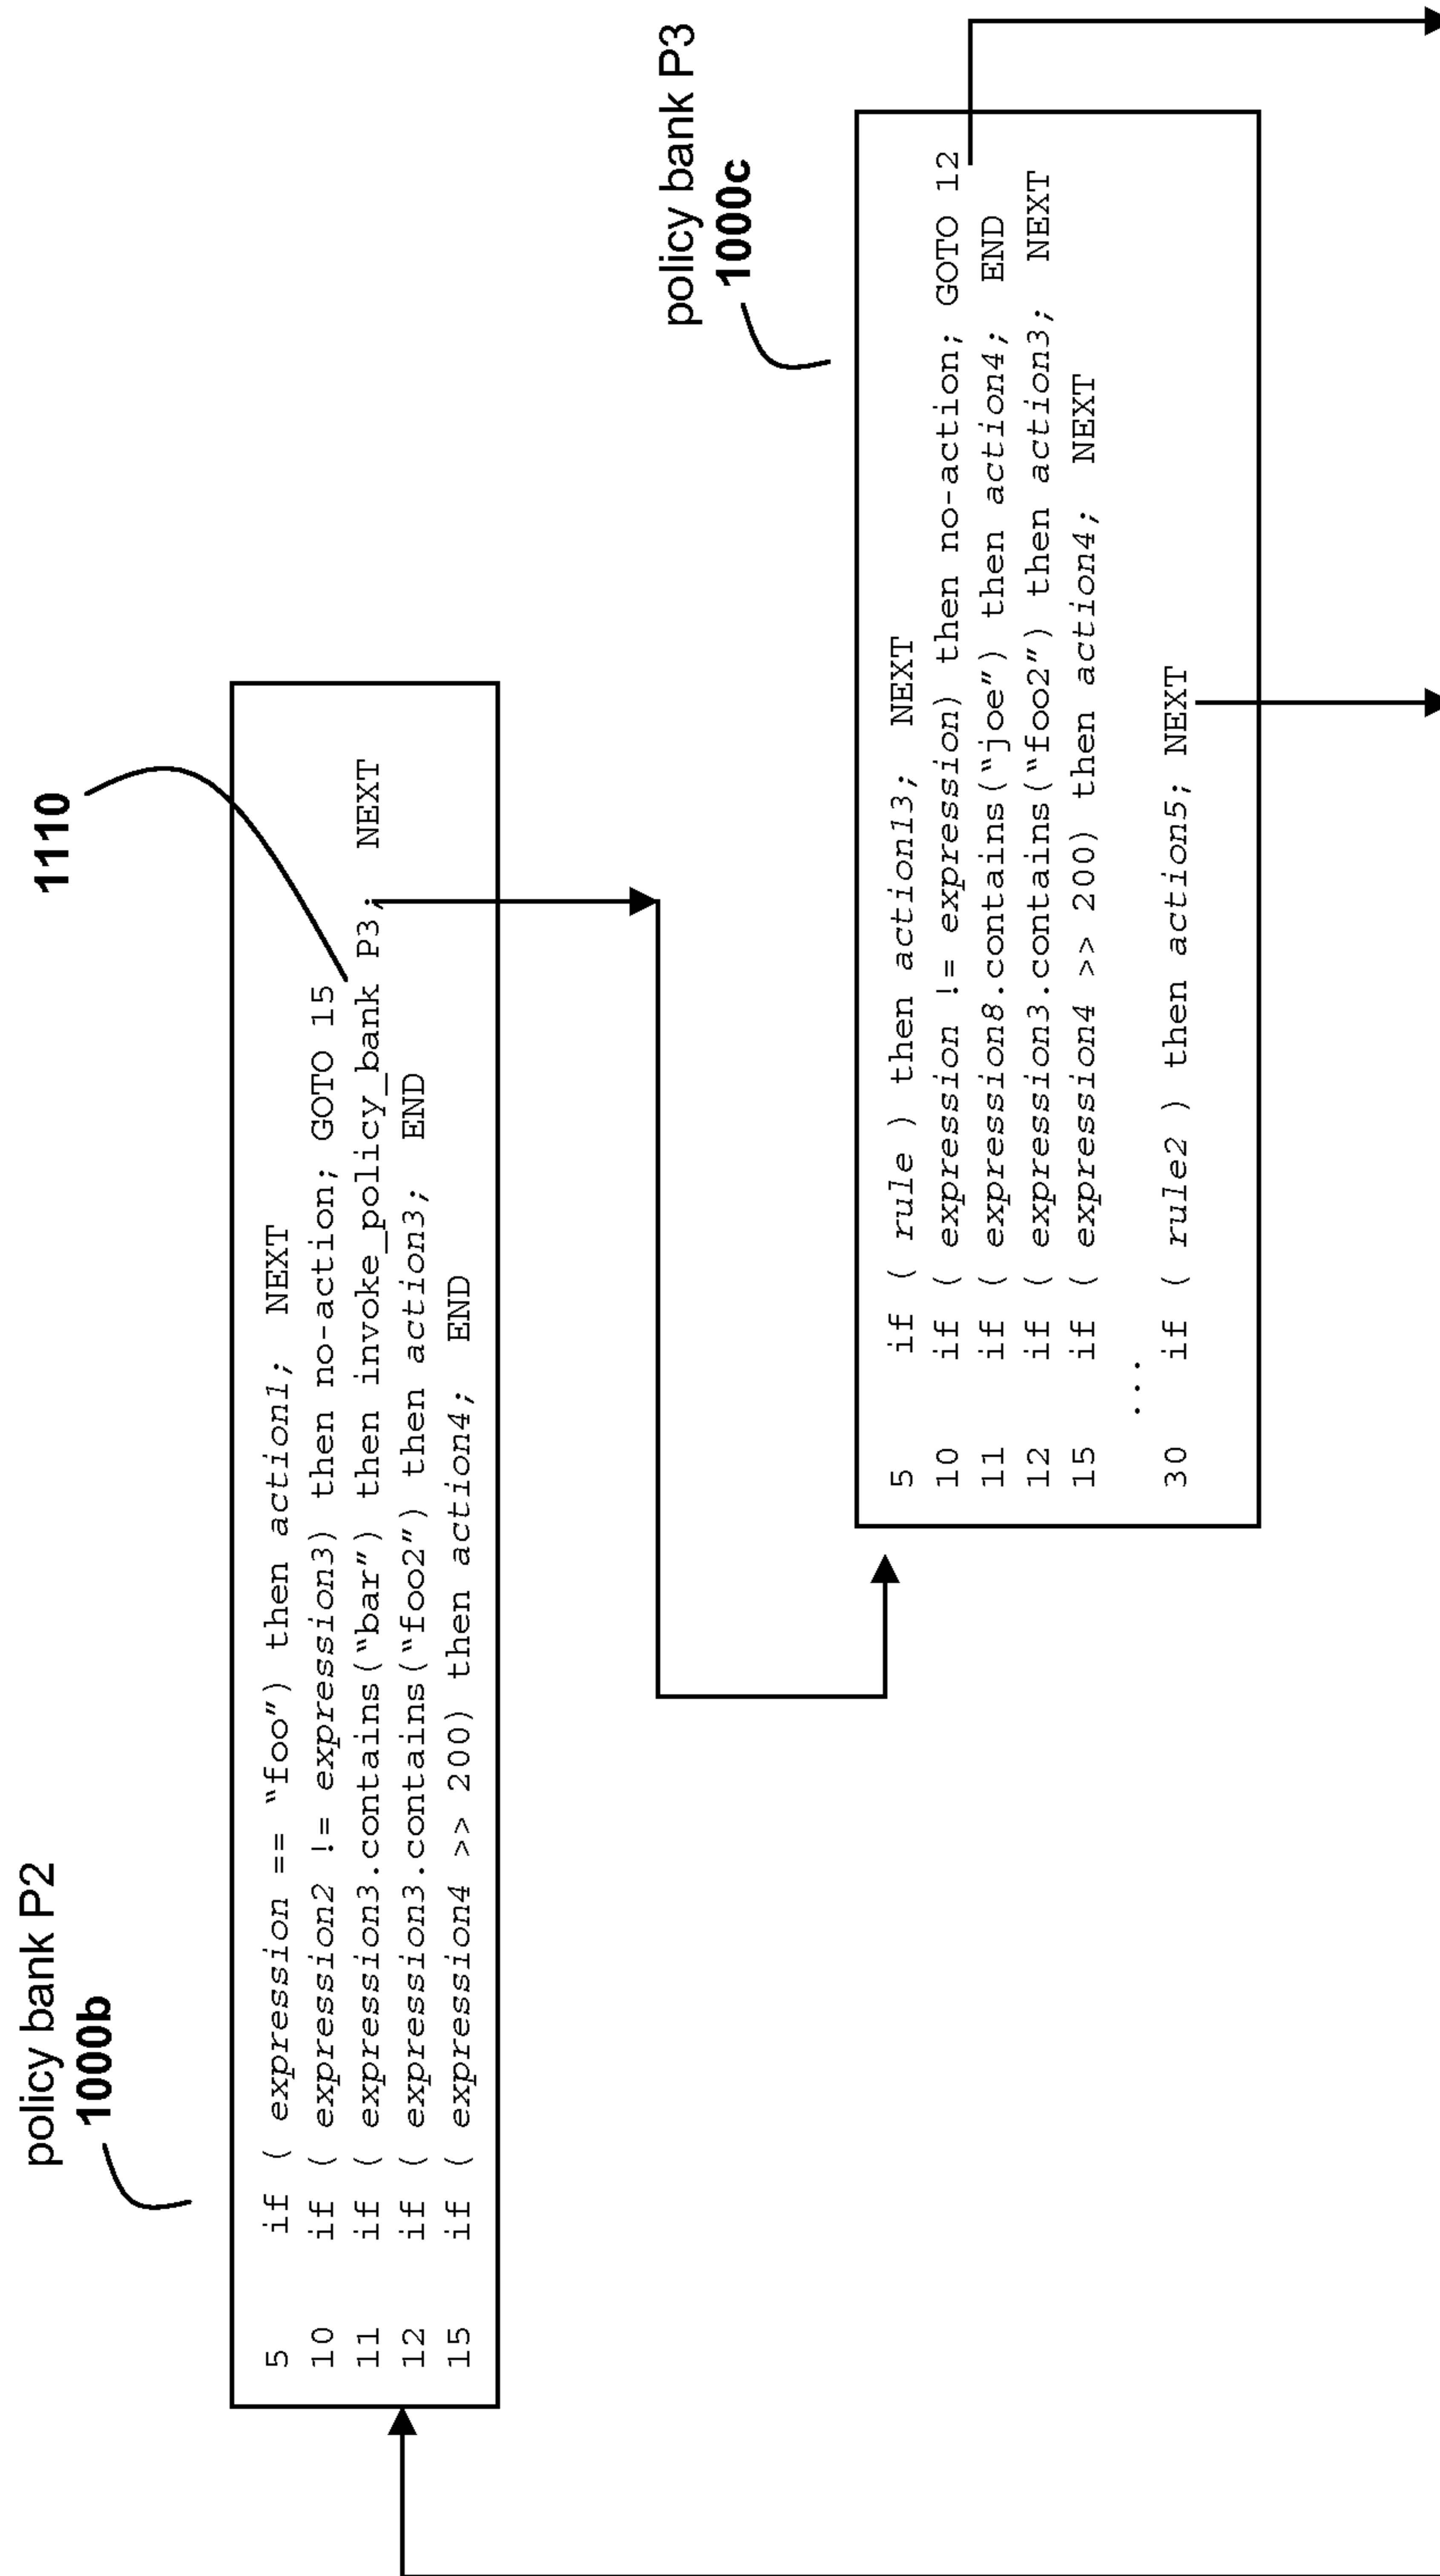 policy bank P2
1000b
1110
5 if ( expression == “foo”) then action1; NEXT
10 if ( expression2 != expression3) then no-action; GOTO 15
11 if ( expression3.contains(“bar”) then invoke_policy_bank P3; NEXT
12 if ( expression3.contains(“foo2”) then action3; END
15 if ( expression4 >> 200) then action4; END
policy bank P3
1000c
5 if ( rule ) then action13; NEXT
10 if ( expression != expression) then no-action; GOTO 12
11 if ( expression8.contains(“joe”) then action4; END
12 if ( expression3.contains(“foo2”) then action3; NEXT
15 if ( expression4 >> 200) then action4; NEXT
...
30 if ( rule2 ) then action5; NEXT